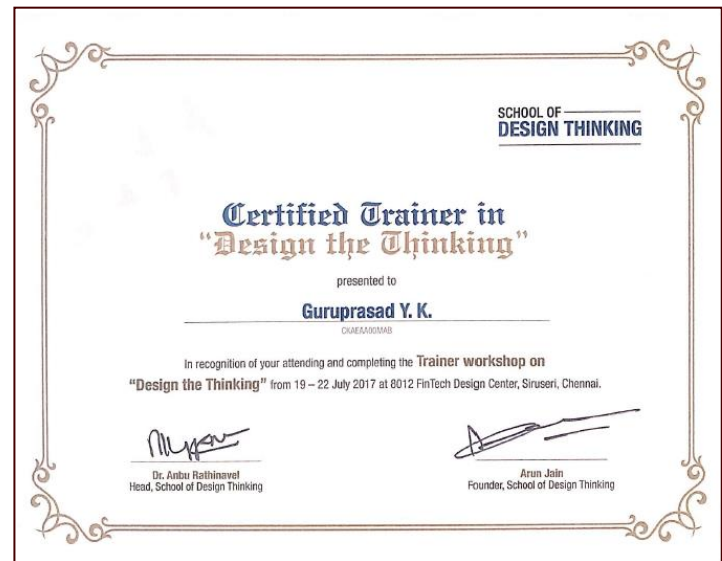 SCHOOL OF
DESIGN THINKING
Certified Trainer in
“Design the Thinking”
presented to
Guruprasad Y. K.
In recognition of your attending and completing the Trainer workshop on
“Design the Thinking” from 19 – 22 July 2017 at 8012 FinTech Design Center, Siruseri, Chennai.
Dr. Anbu Rathinavel
Head, School of Design Thinking
Arun Jain
Founder, School of Design Thinking